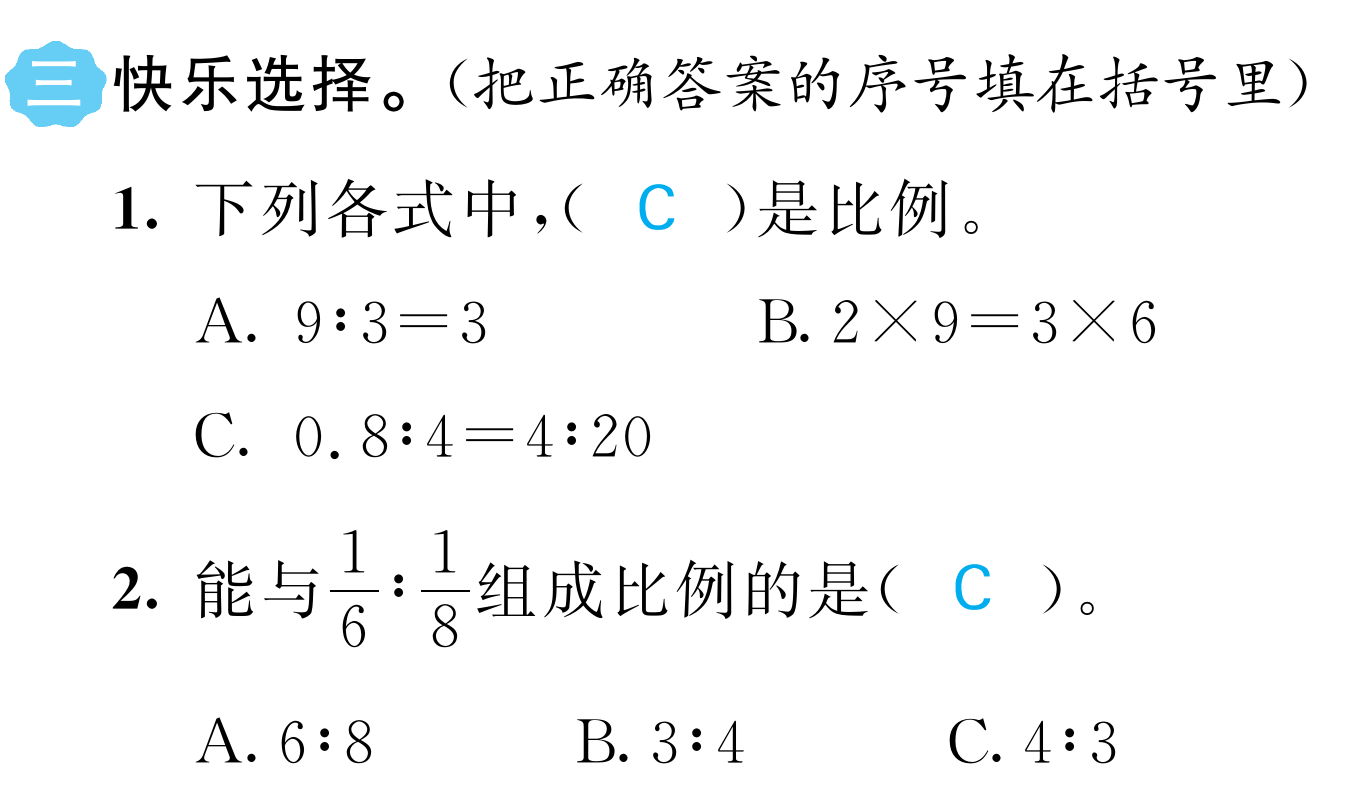 三 快乐选择。(把正确答案的序号填在括号里)
1. 下列各式中,( C )是比例。
A. 9∶3=3 B. 2×9=3×6
C. 0.8∶4=4∶20
2. 能与1/6∶1/8组成比例的是( C )。
A. 6∶8 B. 3∶4 C. 4∶3